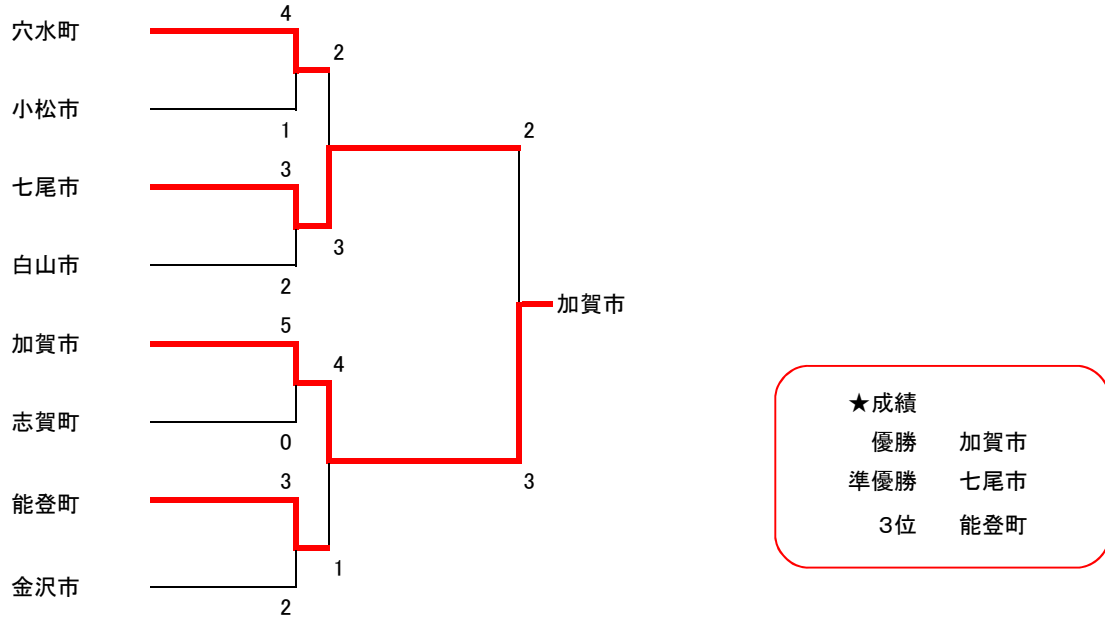 4
穴水町
2
小松市
1
2
3
七尾市
3
白山市
2
加賀市
5
加賀市
4
志賀町
0
3
3
能登町
1
金沢市
2
★成績
優勝 加賀市
準優勝 七尾市
3位 能登町